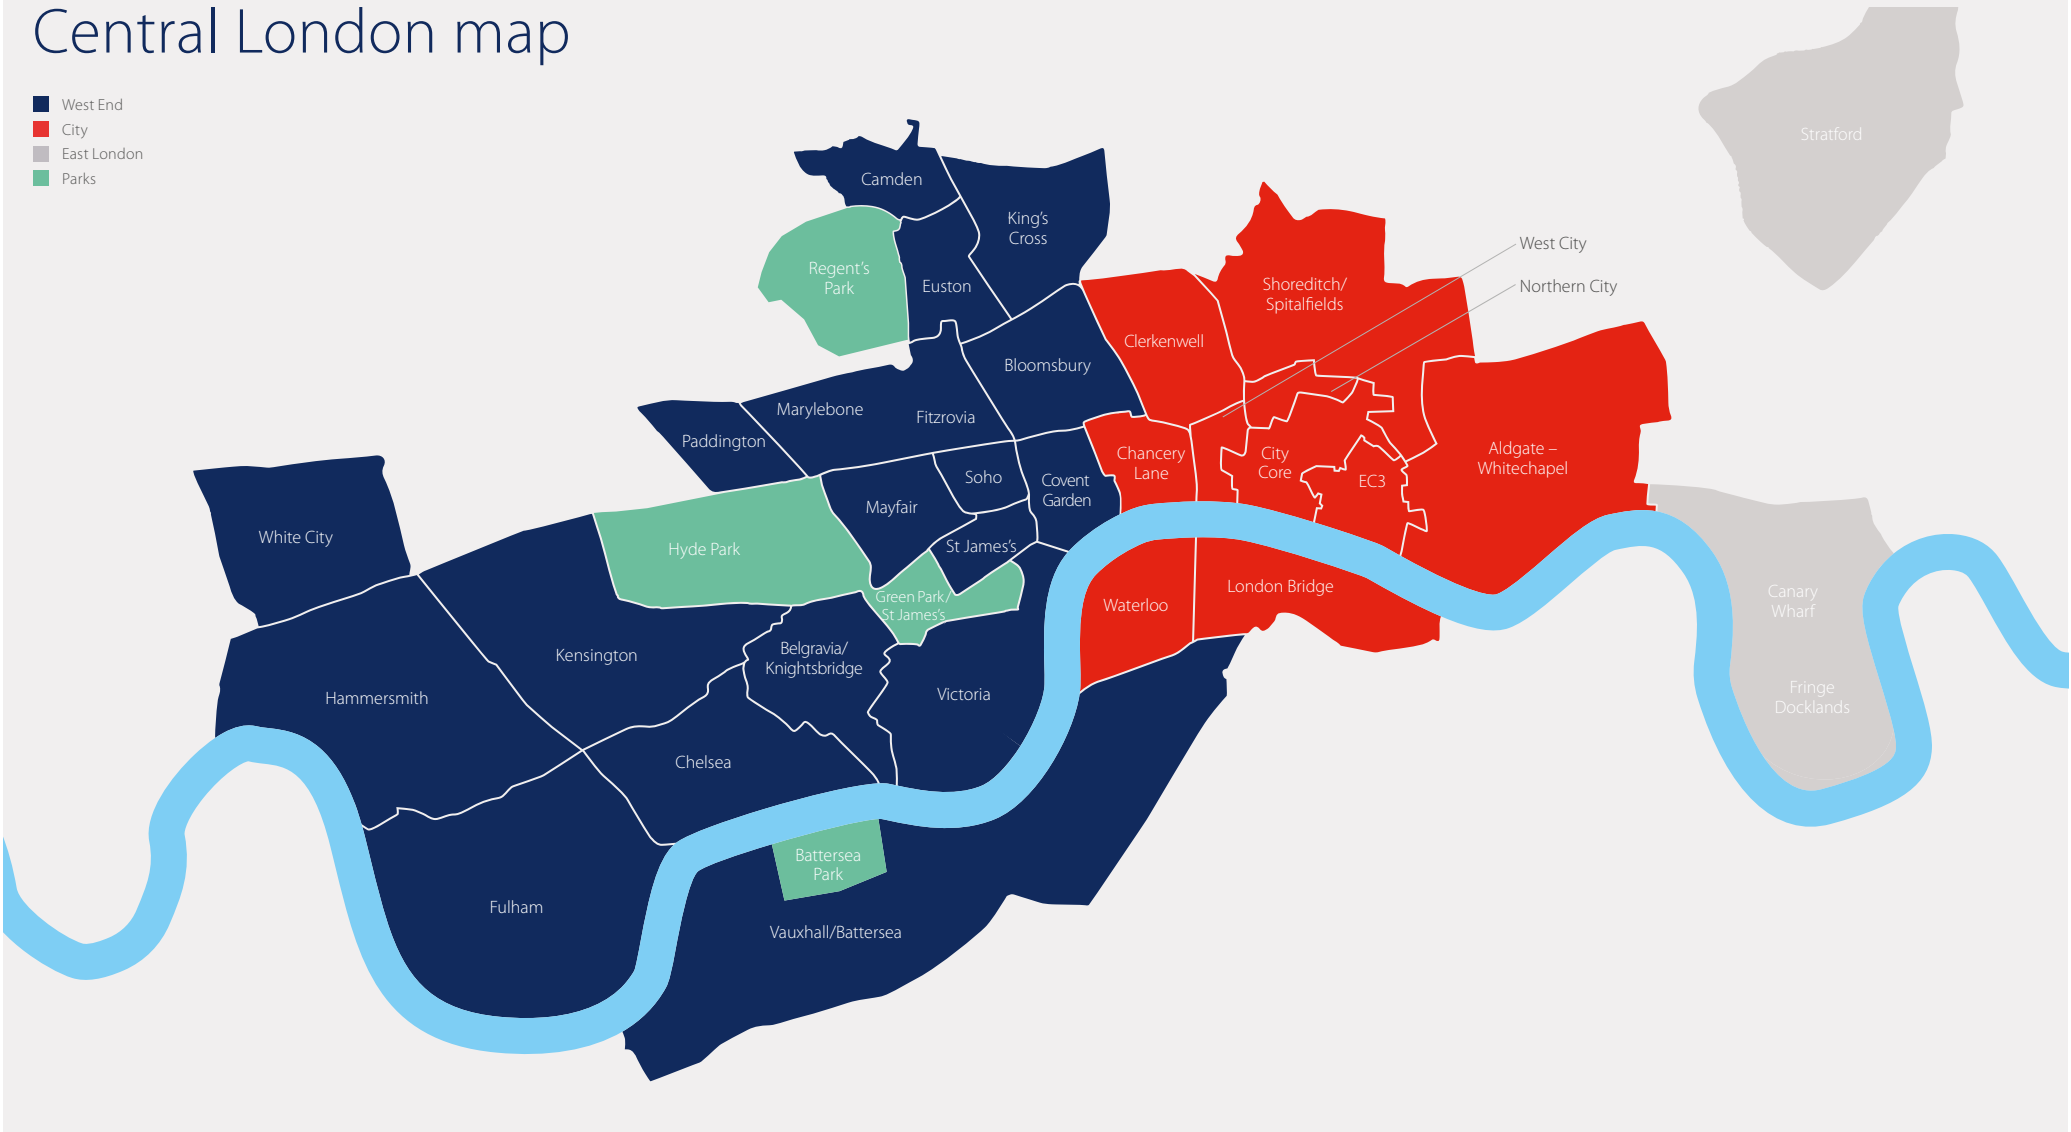 Central London map
West End
City
East London
Parks
Stratford
Camden
King's
Cross
West City
Regent's
Park
Euston
Shoreditch/
Spitalfields
Northern City
Clerkenwell
Bloomsbury
Marylebone
Fitzrovia
Paddington
Chancery
Lane
City
Core
EC3
Aldgate –
Whitechapel
Soho
Covent
Garden
Mayfair
White City
Hyde Park
St James's
Green Park/
St James's
Waterloo
London Bridge
Canary
Wharf
Kensington
Belgravia/
Knightsbridge
Hammersmith
Victoria
Fringe
Docklands
Chelsea
Battersea
Park
Fulham
Vauxhall/Battersea